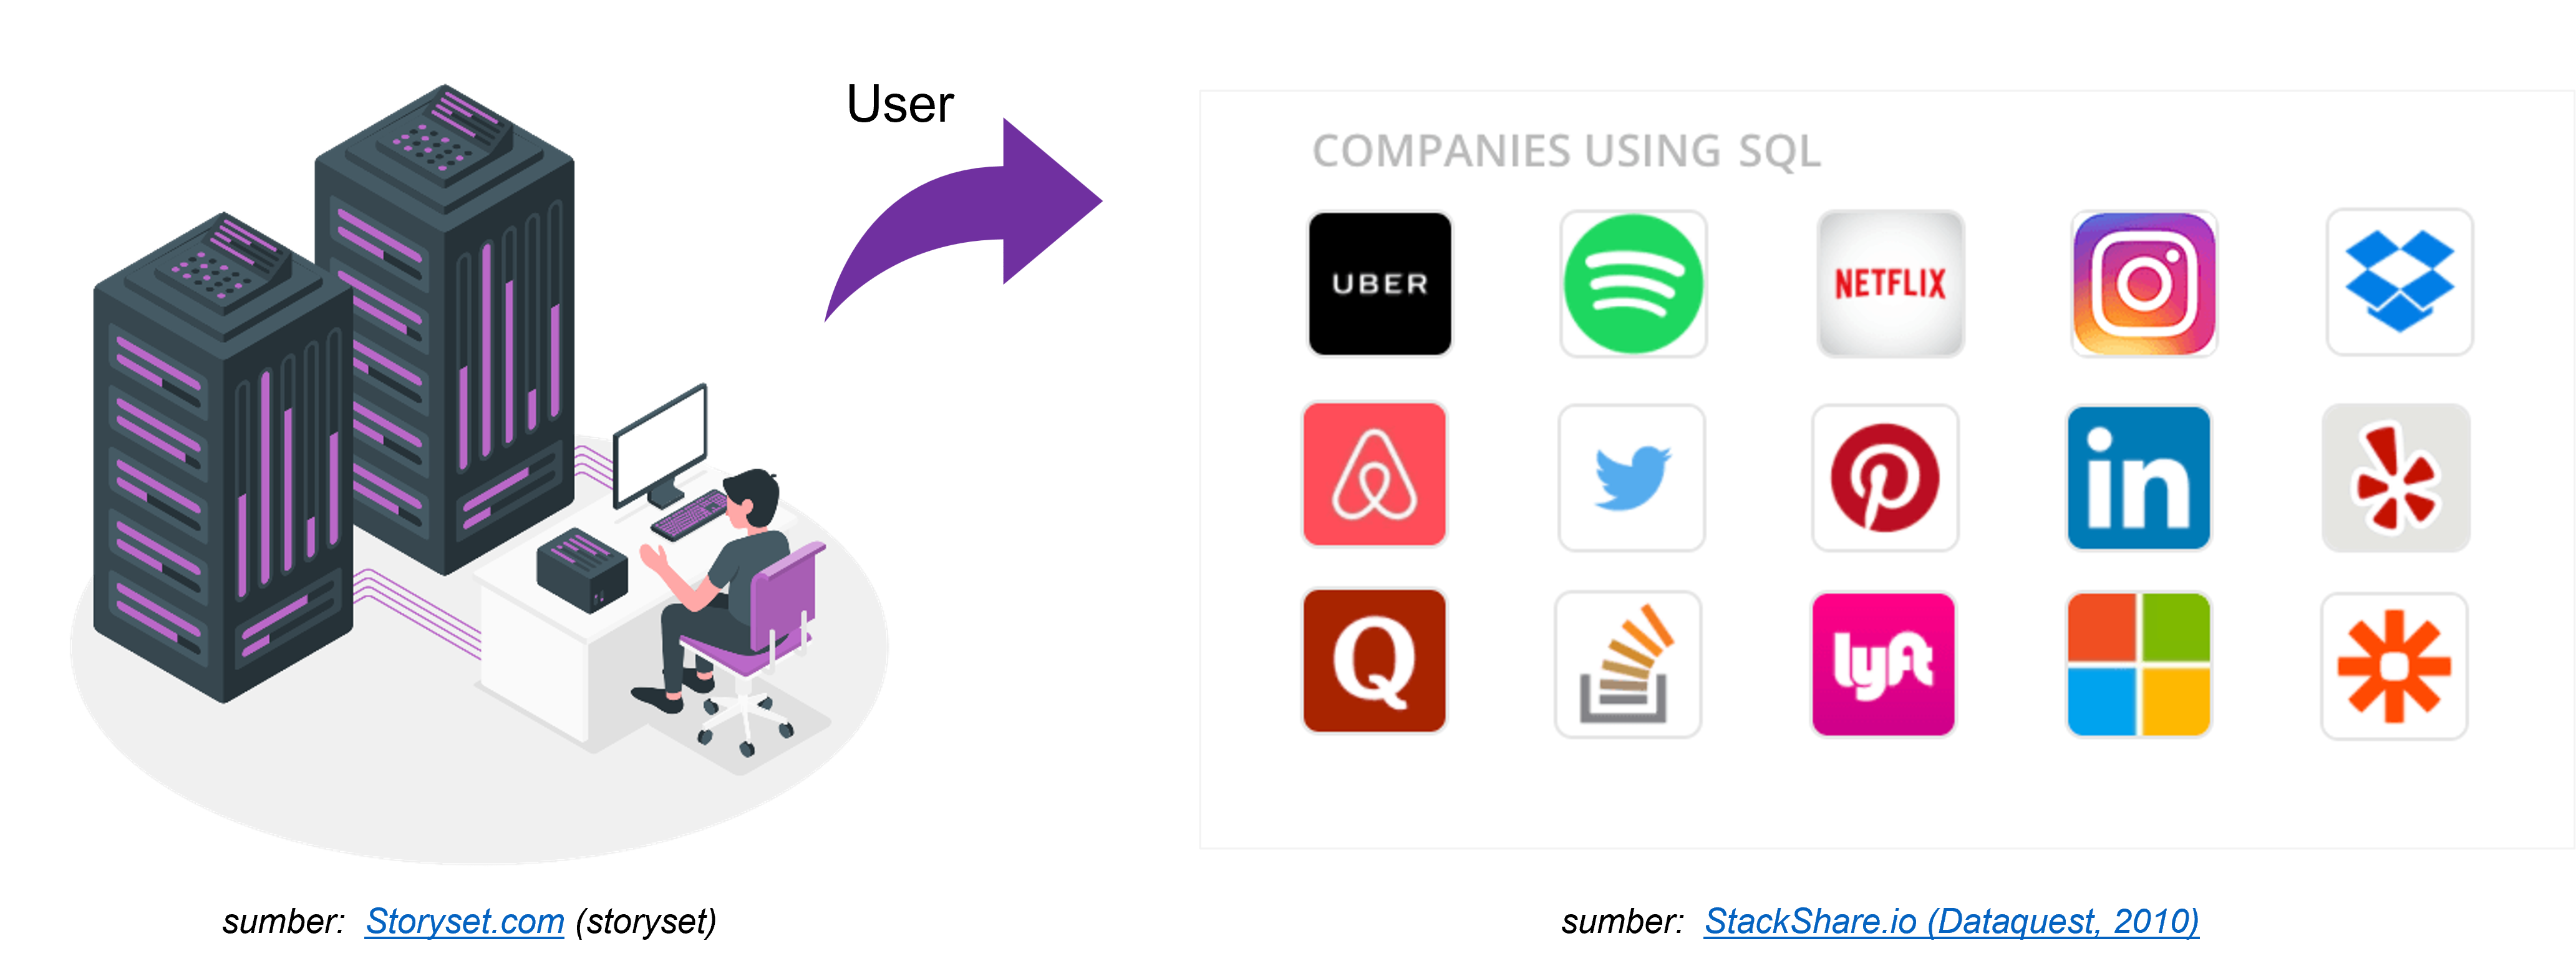 User
COMPANIES USING SQL
UBER
NETFLIX
in
Q
lyft
sumber: Storyset.com (storyset)
sumber: StackShare.io (Dataquest, 2010)